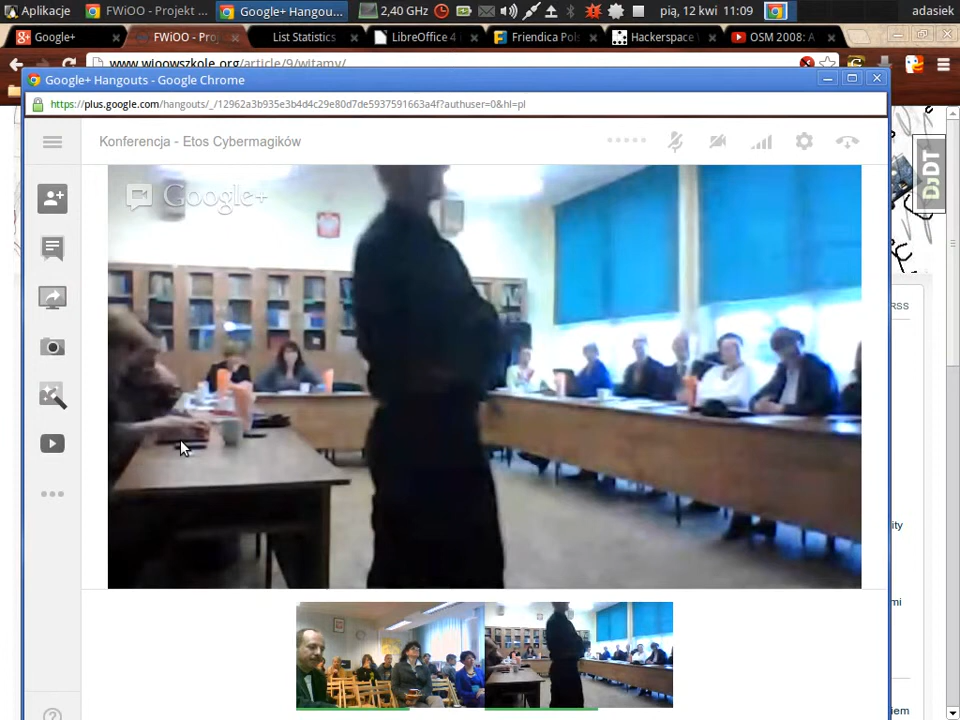 Aplikacje
FWiOO - Projekt ...
Google+ Hangou...
2,40 GHz
pią, 12 kwi 11:09
adasiek
Google+
FWiOO - Proj
List Statistics
LibreOffice 4
Friendica Pols
Hackerspace
OSM 2008: A
www.wioowszkole.org/article/9/witamy/
Google+ Hangouts - Google Chrome
https://plus.google.com/hangouts/_/12962a3b935e3b4d4c29e80d7de5937591663a4f?authuser=0&hl=pl
Konferencja - Etos Cybermagików
Google+
DjDT
RSS
ity
mi
iem